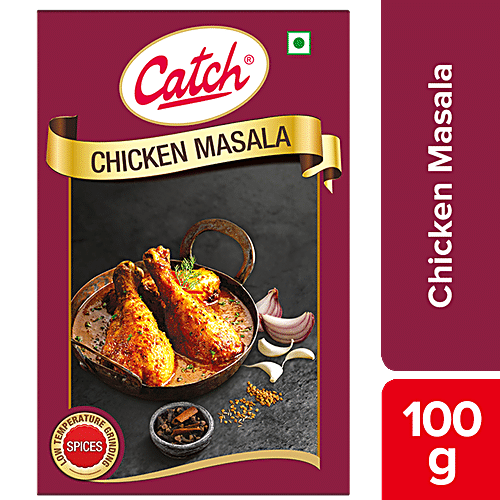 Catch®
CHICKEN MASALA
LOW TEMPERATURE GRINDING
SPICES
Chicken Masala
100
g